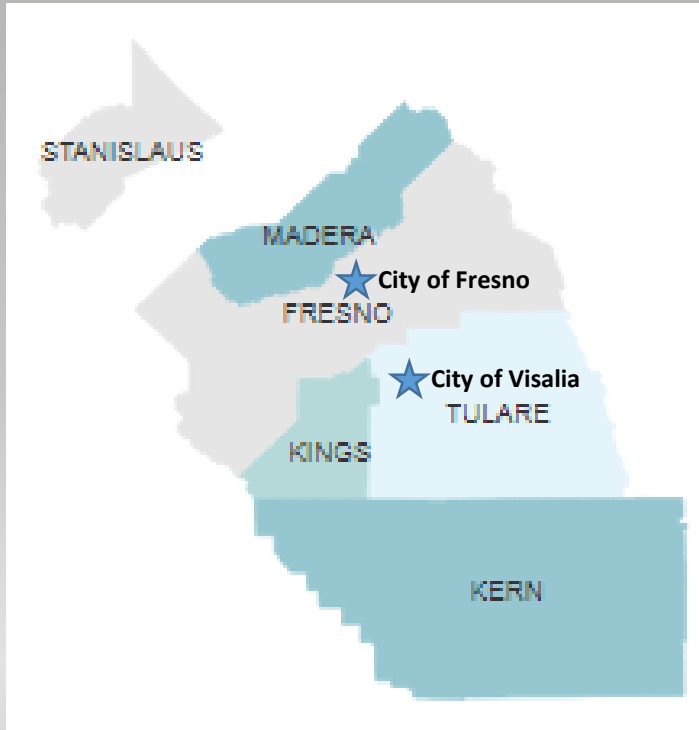 STANISLAUS
MADERA
City of Fresno
FRESNO
City of Visalia
TULARE
KINGS
KERN